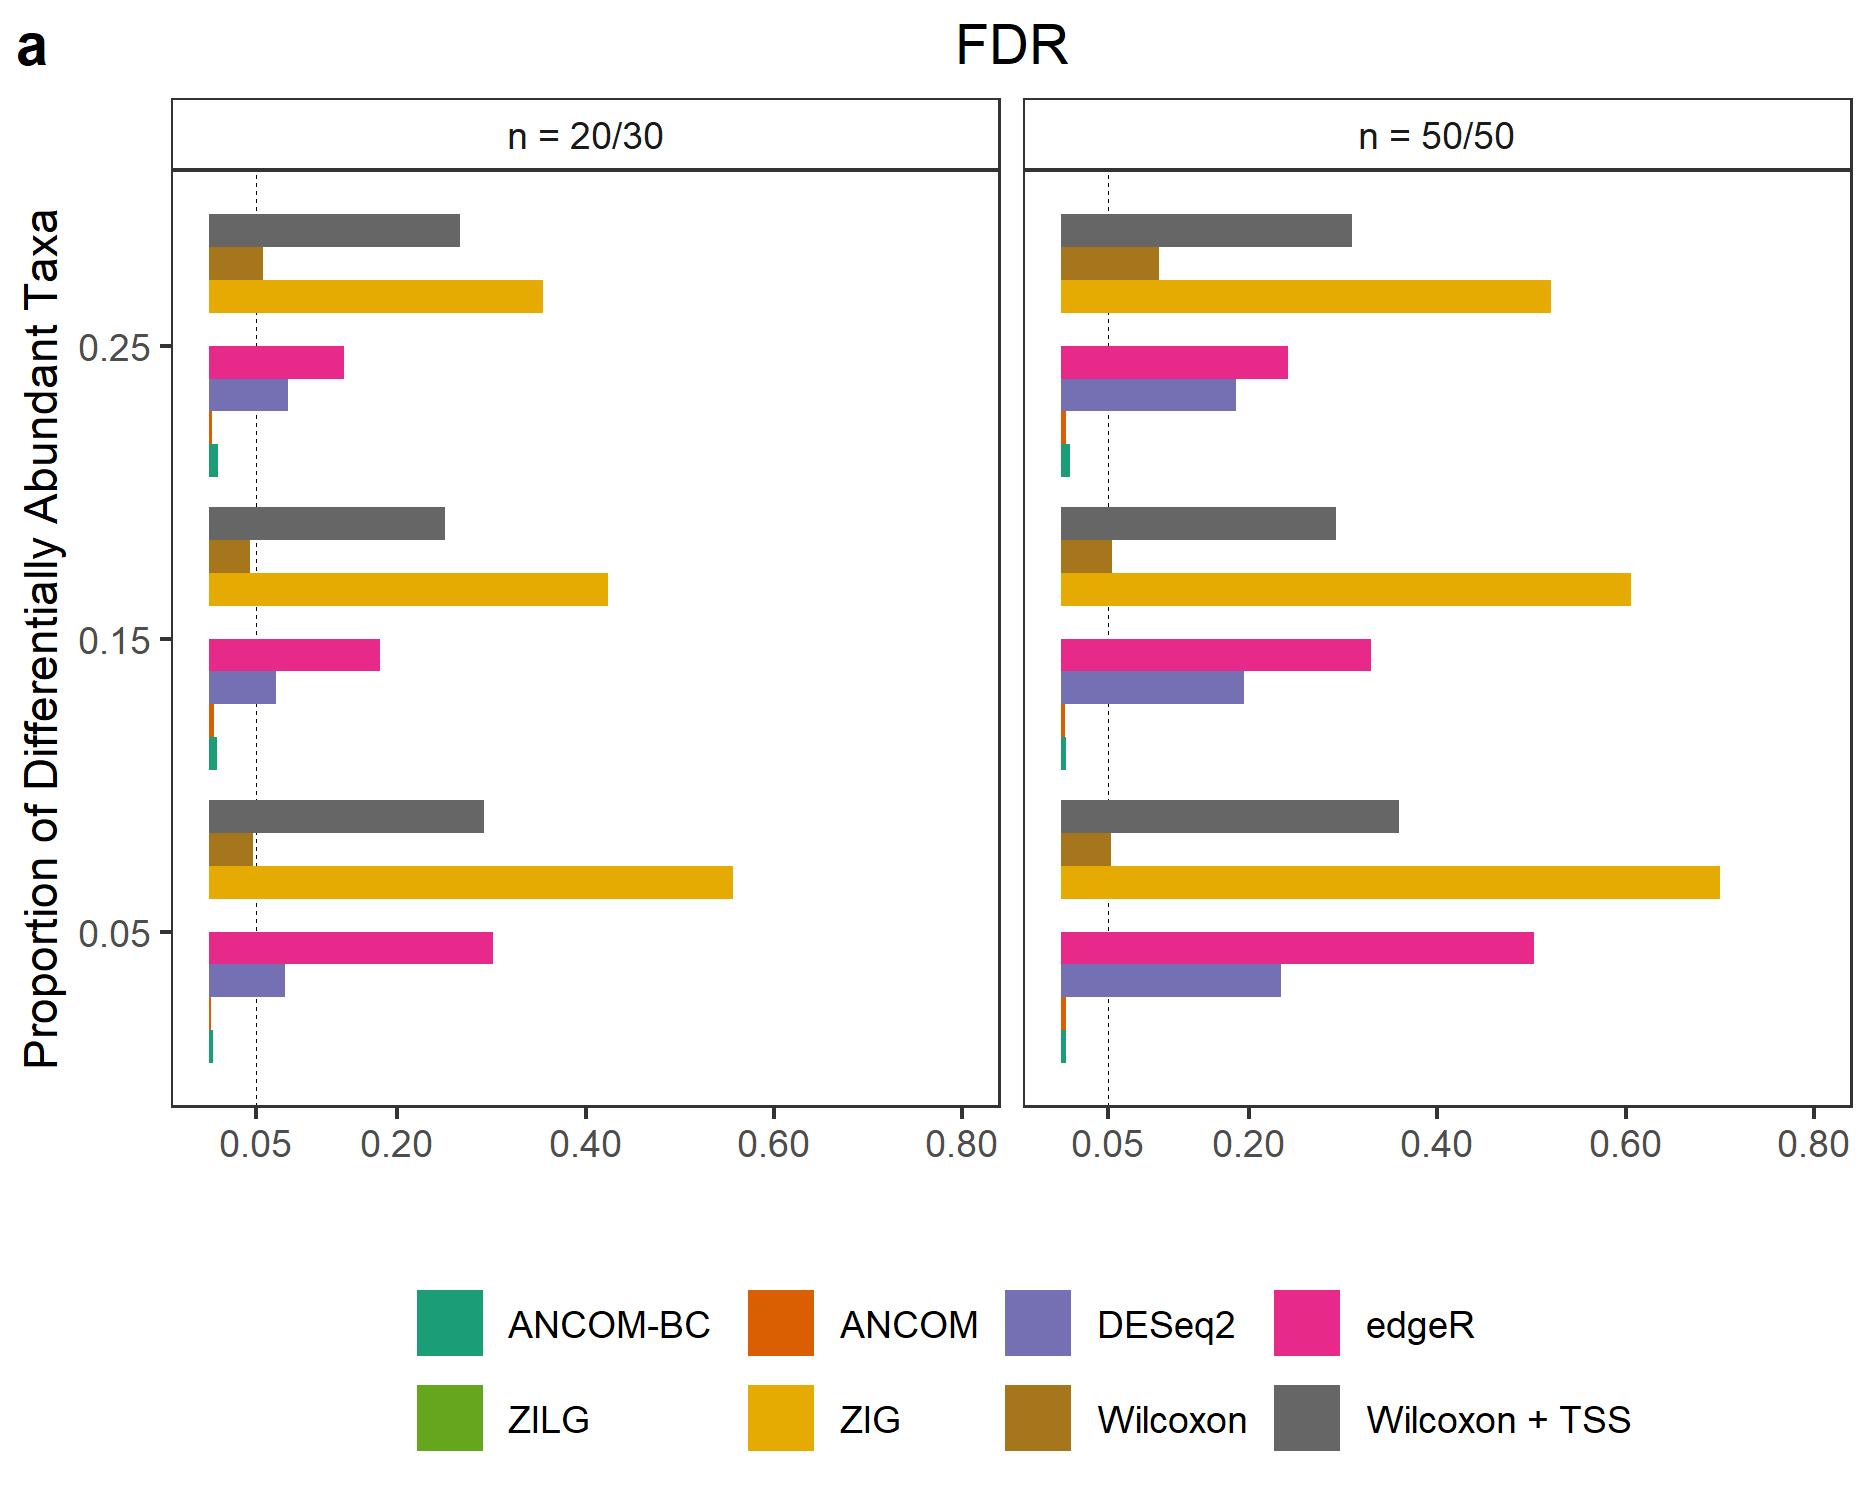 a
FDR
n = 20/30
n = 50/50
Proportion of Differentially Abundant Taxa
0.25
0.15
0.05
0.05 0.20 0.40 0.60 0.80
0.05 0.20 0.40 0.60 0.80
ANCOM-BC ANCOM DESeq2 edgeR
ZILG ZIG Wilcoxon Wilcoxon + TSS